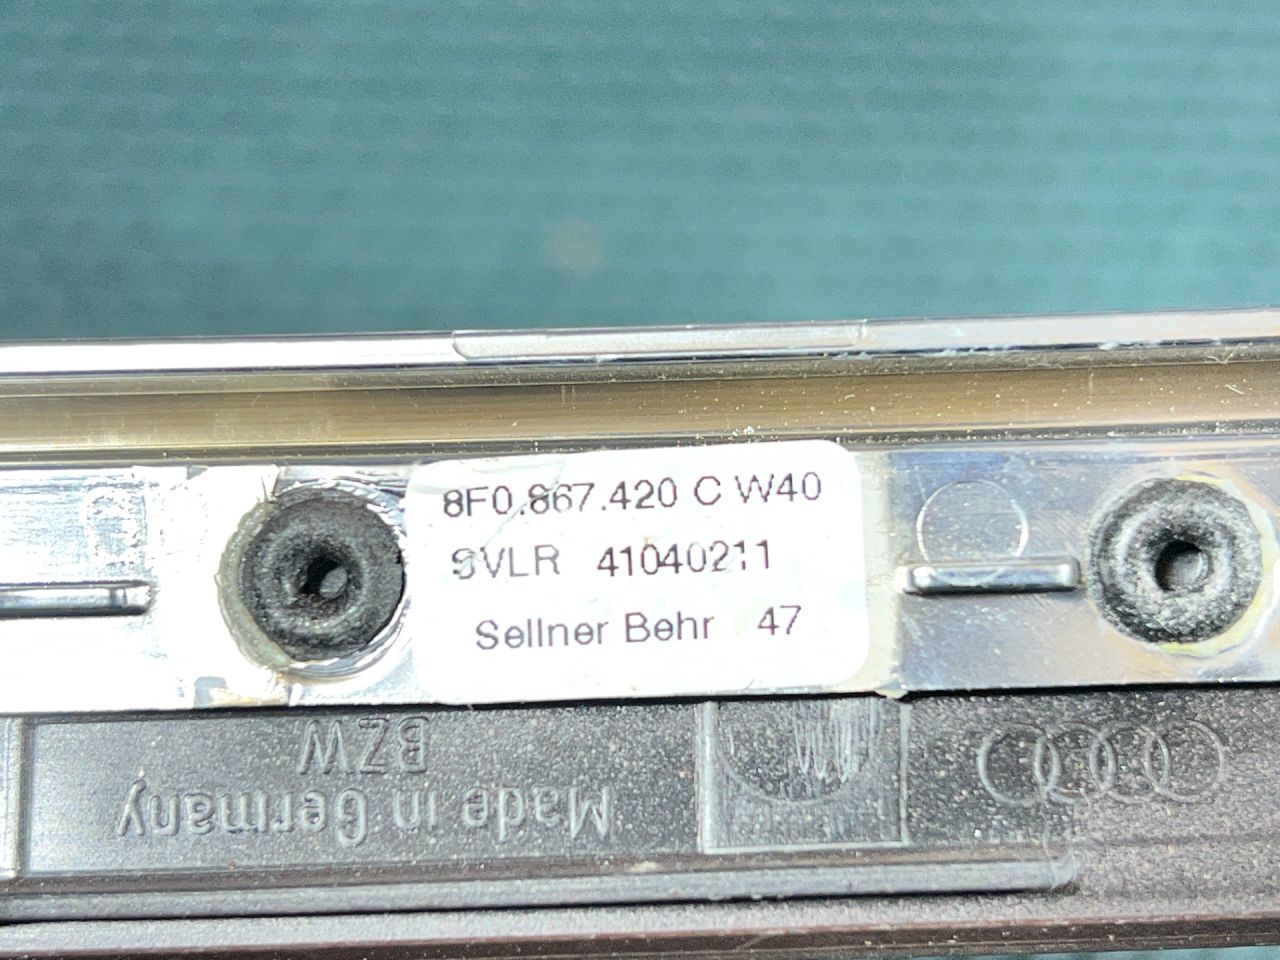 8F0.867.420 C W40
SVLR 41040211
Sellner Behr 47
BZW
Made in Germany